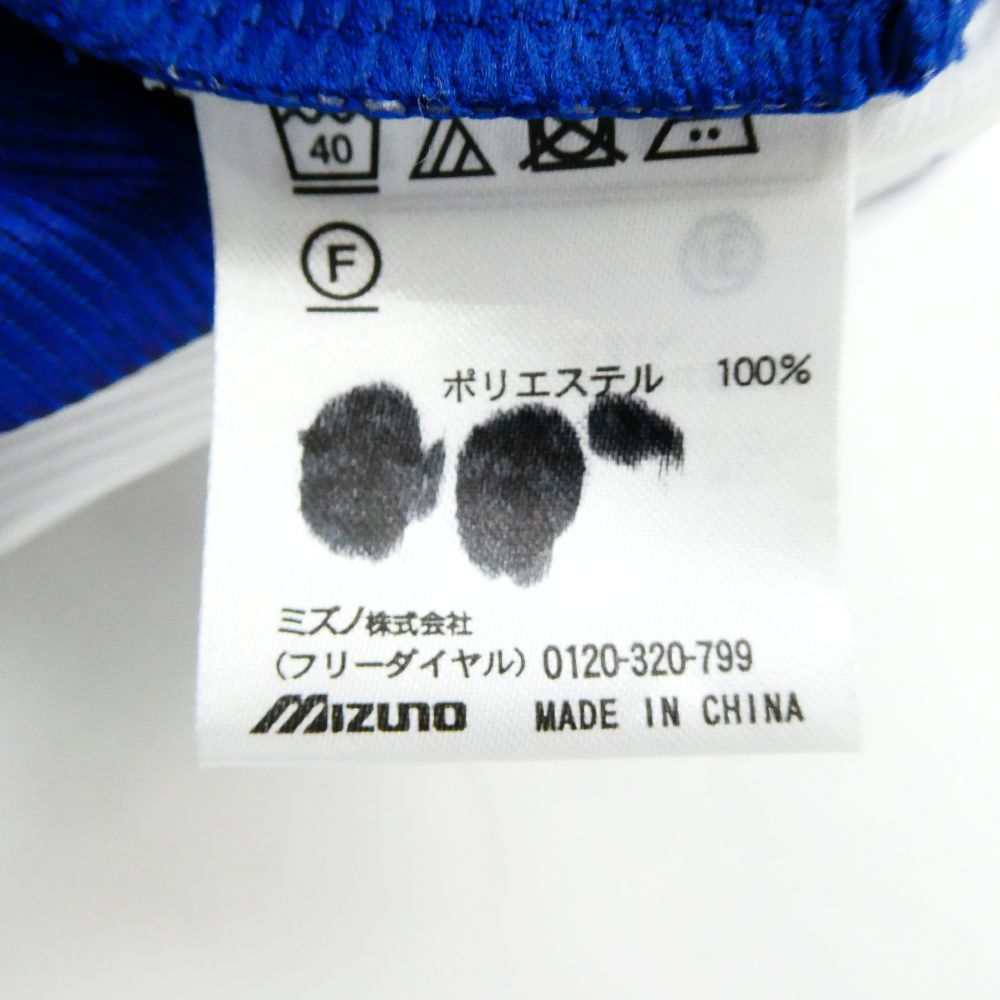 40
F
ポリエステル 100%
ミズノ株式会社
(フリーダイヤル) 0120-320-799
MIZUNO MADE IN CHINA